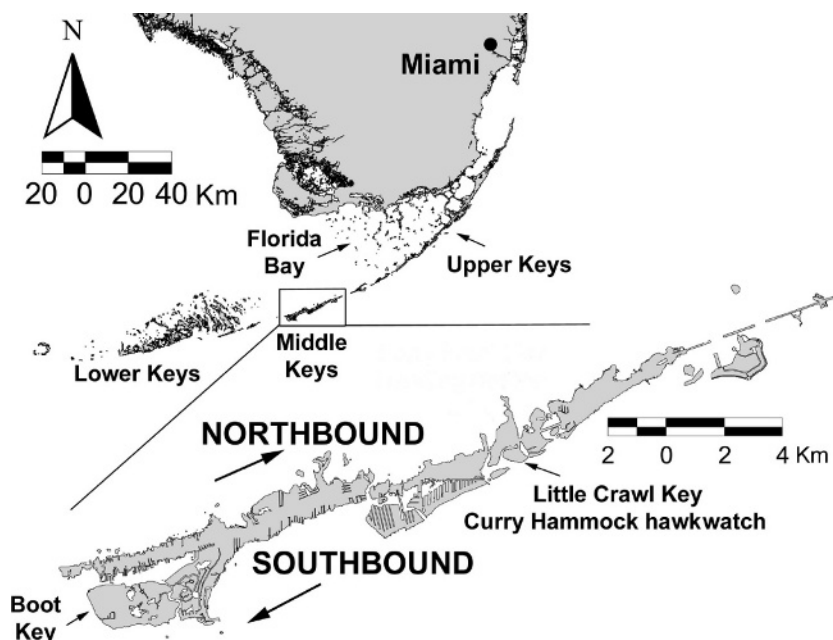 N
Miami
20 0 20 40 Km
Florida
Bay
Upper Keys
Lower Keys
Middle
Keys
NORTHBOUND
2 0 2 4 Km
Little Crawl Key
Curry Hammock hawkwatch
SOUTHBOUND
Boot
Key